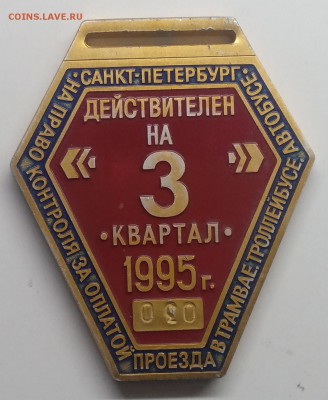 COINS.LAVE.RU
· САНКТ-ПЕТЕРБУРГ ·
НА ПРАВО КОНТРОЛЯ ЗА ОПЛАТОЙ ПРОЕЗДА В ТРАМВАЕ, ТРОЛЛЕЙБУСЕ, АВТОБУСЕ
ДЕЙСТВИТЕЛЕН
НА
3
· КВАРТАЛ ·
1995 г.